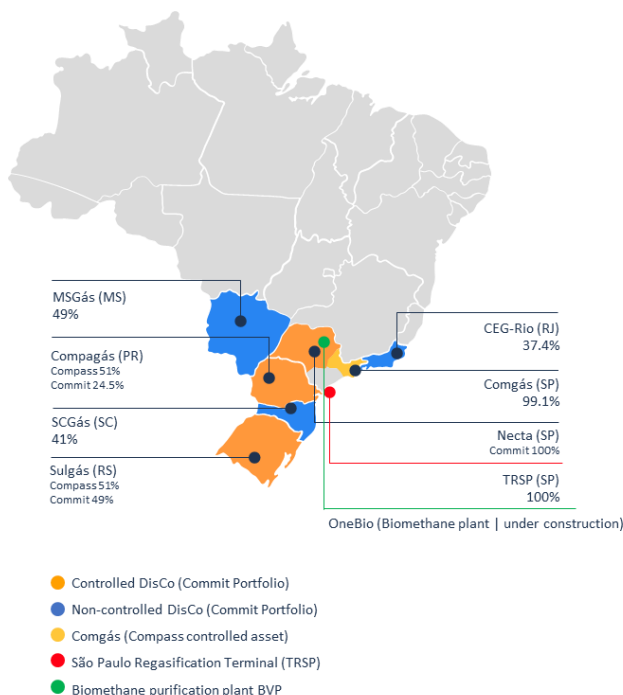 MSGás (MS)
49%
Compagás (PR)
Compass 51%
Commit 24.5%
SCGás (SC)
41%
Sulgás (RS)
Compass 51%
Commit 49%
CEG-Rio (RJ)
37.4%
Comgás (SP)
99.1%
Necta (SP)
Commit 100%
TRSP (SP)
100%
OneBio (Biomethane plant | under construction)
Controlled DisCo (Commit Portfolio)
Non-controlled DisCo (Commit Portfolio)
Comgás (Compass controlled asset)
São Paulo Regasification Terminal (TRSP)
Biomethane purification plant BVP